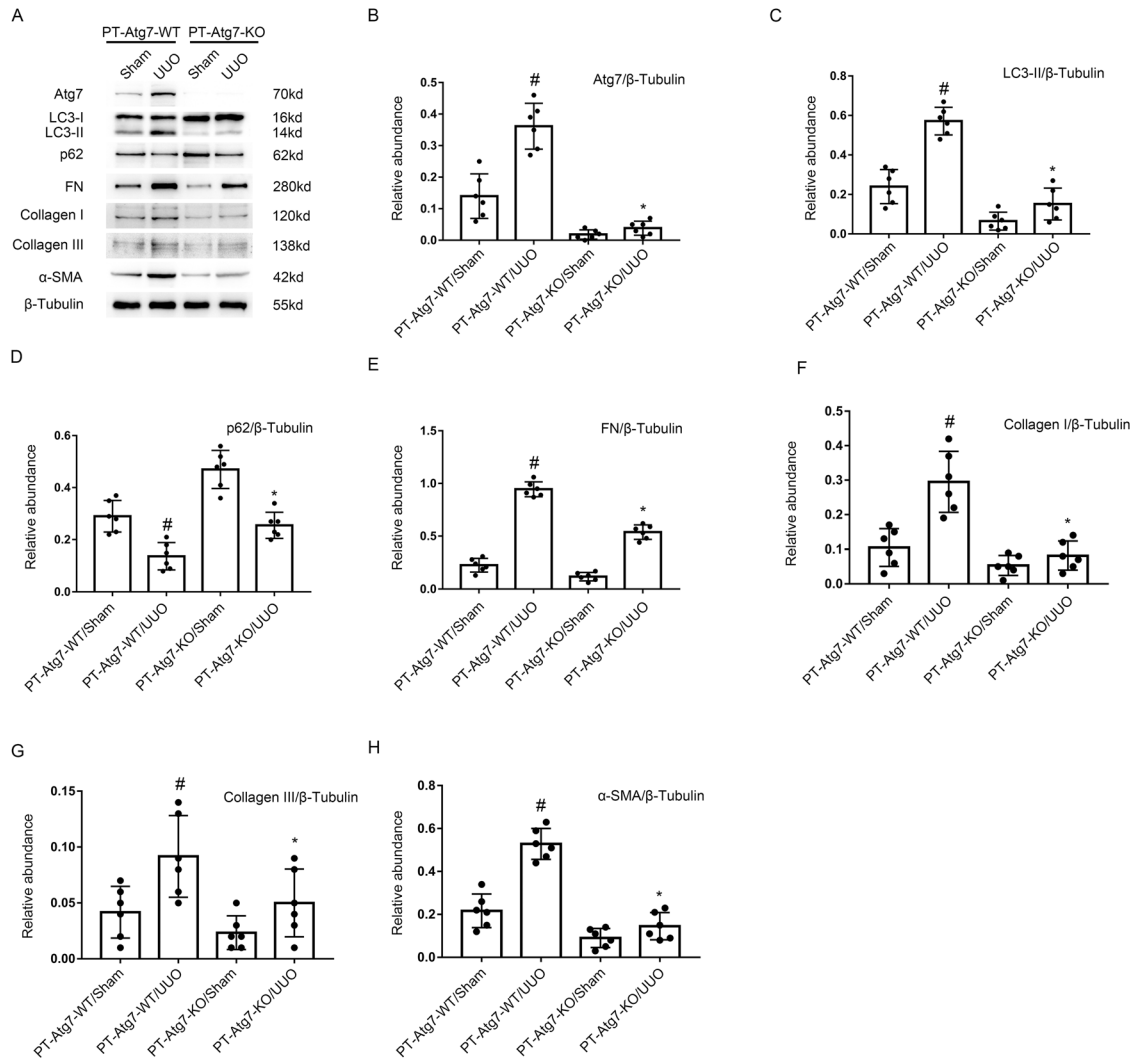 A
PT-Atg7-WT PT-Atg7-KO
Sham UUO Sham UUO
Atg7 70kd
LC3-I 16kd
LC3-II 14kd
p62 62kd
FN 280kd
Collagen I 120kd
Collagen III 138kd
α-SMA 42kd
β-Tubulin 55kd
B
Atg7/β-Tubulin
Relative abundance
0.5
0.4
0.3
0.2
0.1
0.0
#
*
PT-Atg7-WT/Sham
PT-Atg7-WT/UUO
PT-Atg7-KO/Sham
PT-Atg7-KO/UUO
C
LC3-II/β-Tubulin
Relative abundance
0.8
0.6
0.4
0.2
0.0
#
*
PT-Atg7-WT/Sham
PT-Atg7-WT/UUO
PT-Atg7-KO/Sham
PT-Atg7-KO/UUO
D
p62/β-Tubulin
Relative abundance
0.6
0.4
0.2
0.0
#
*
PT-Atg7-WT/Sham
PT-Atg7-WT/UUO
PT-Atg7-KO/Sham
PT-Atg7-KO/UUO
E
FN/β-Tubulin
Relative abundance
1.5
1.0
0.5
0.0
#
*
PT-Atg7-WT/Sham
PT-Atg7-WT/UUO
PT-Atg7-KO/Sham
PT-Atg7-KO/UUO
F
Collagen I/β-Tubulin
Relative abundance
0.5
0.4
0.3
0.2
0.1
0.0
#
*
PT-Atg7-WT/Sham
PT-Atg7-WT/UUO
PT-Atg7-KO/Sham
PT-Atg7-KO/UUO
G
Collagen III/β-Tubulin
Relative abundance
0.15
0.10
0.05
0.00
#
*
PT-Atg7-WT/Sham
PT-Atg7-WT/UUO
PT-Atg7-KO/Sham
PT-Atg7-KO/UUO
H
α-SMA/β-Tubulin
Relative abundance
0.8
0.6
0.4
0.2
0.0
#
*
PT-Atg7-WT/Sham
PT-Atg7-WT/UUO
PT-Atg7-KO/Sham
PT-Atg7-KO/UUO